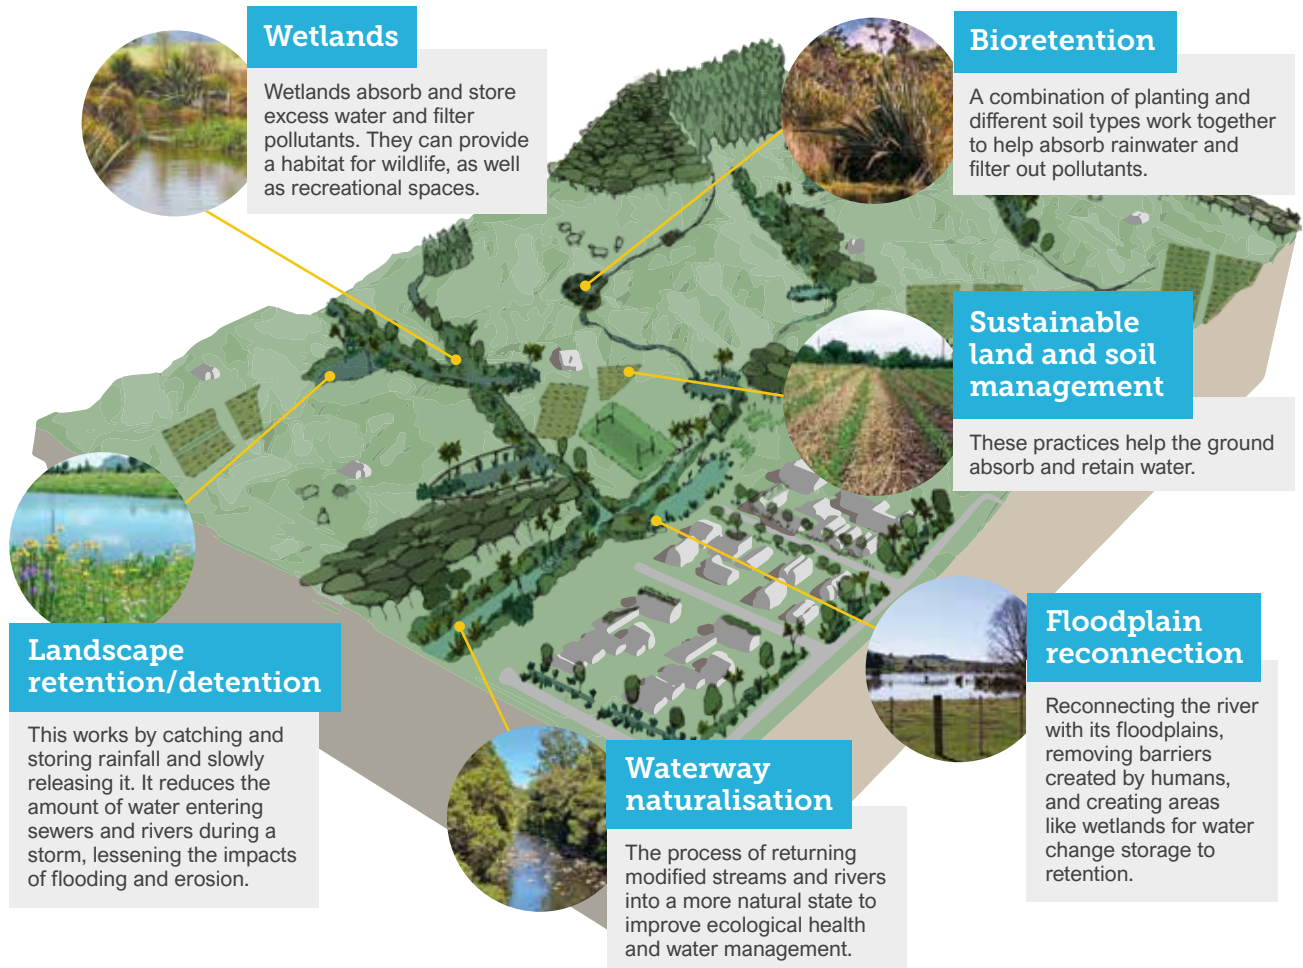 Wetlands
Wetlands absorb and store
excess water and filter
pollutants. They can provide
a habitat for wildlife, as well
as recreational spaces.
Bioretention
A combination of planting and
different soil types work together
to help absorb rainwater and
filter out pollutants.
Sustainable
land and soil
management
These practices help the ground
absorb and retain water.
Landscape
retention/detention
This works by catching and
storing rainfall and slowly
releasing it. It reduces the
amount of water entering
sewers and rivers during a
storm, lessening the impacts
of flooding and erosion.
Waterway
naturalisation
The process of returning
modified streams and rivers
into a more natural state to
improve ecological health
and water management.
Floodplain
reconnection
Reconnecting the river
with its floodplains,
removing barriers
created by humans,
and creating areas
like wetlands for water
change storage to
retention.